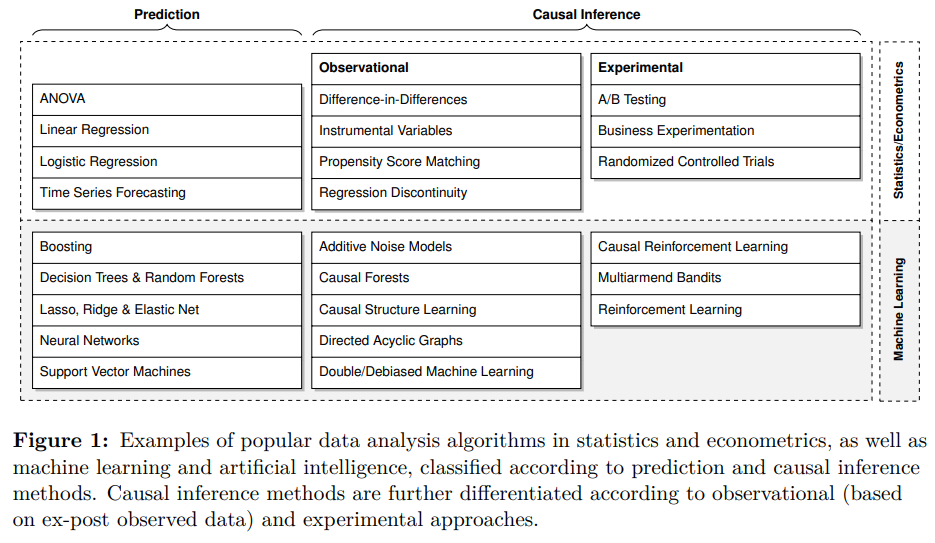 Prediction
Causal Inference
ANOVA
Linear Regression
Logistic Regression
Time Series Forecasting
Observational
Difference-in-Differences
Instrumental Variables
Propensity Score Matching
Regression Discontinuity
Experimental
A/B Testing
Business Experimentation
Randomized Controlled Trials
Statistics/Econometrics
Boosting
Decision Trees & Random Forests
Lasso, Ridge & Elastic Net
Neural Networks
Support Vector Machines
Additive Noise Models
Causal Forests
Causal Structure Learning
Directed Acyclic Graphs
Double/Debiased Machine Learning
Causal Reinforcement Learning
Multiarmend Bandits
Reinforcement Learning
Machine Learning
Figure 1: Examples of popular data analysis algorithms in statistics and econometrics, as well as
machine learning and artificial intelligence, classified according to prediction and causal inference
methods. Causal inference methods are further differentiated according to observational (based
on ex-post observed data) and experimental approaches.